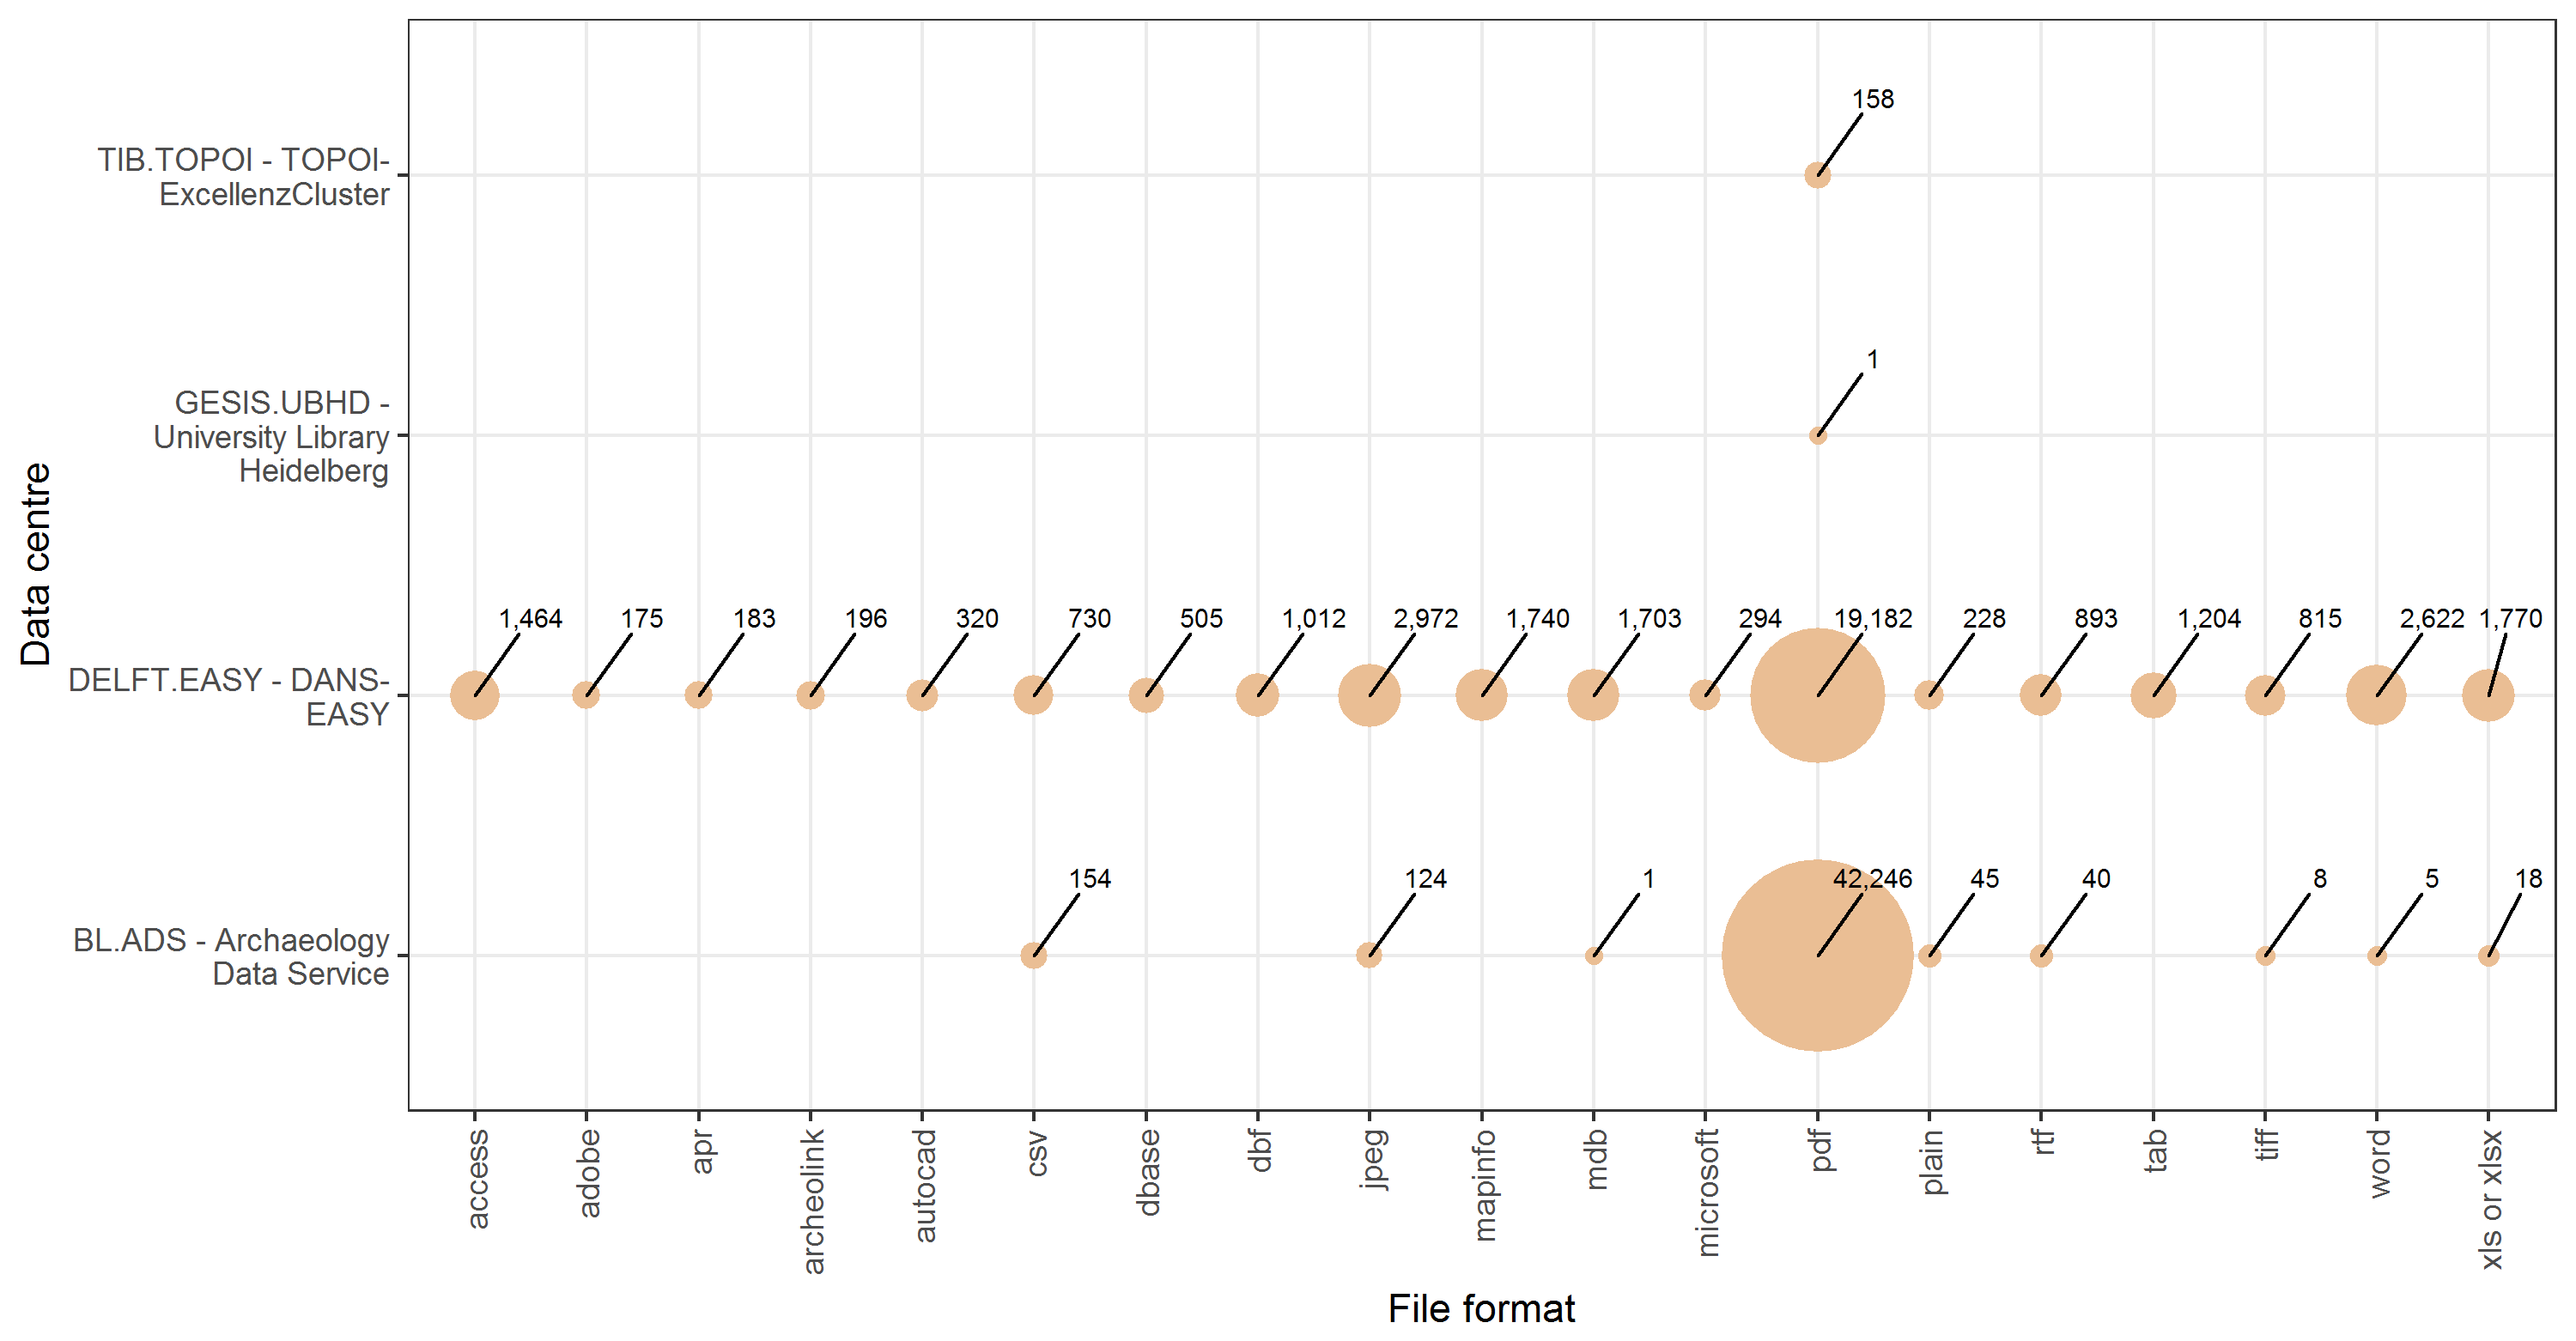 158
TIB.TOPOI - TOPOI-
ExcellenzCluster
1
GESIS.UBHD -
University Library
Heidelberg
Data centre
1,464 175 183 196 320 730 505 1,012 2,972 1,740 1,703 294 19,182 228 893 1,204 815 2,622 1,770
DELFT.EASY - DANS-
EASY
154 124 1 42,246 45 40 8 5 18
BL.ADS - Archaeology
Data Service
access adobe apr archeolink autocad csv dbase dbf jpeg mapinfo mdb microsoft pdf plain rtf tab tiff word xls or xlsx
File format